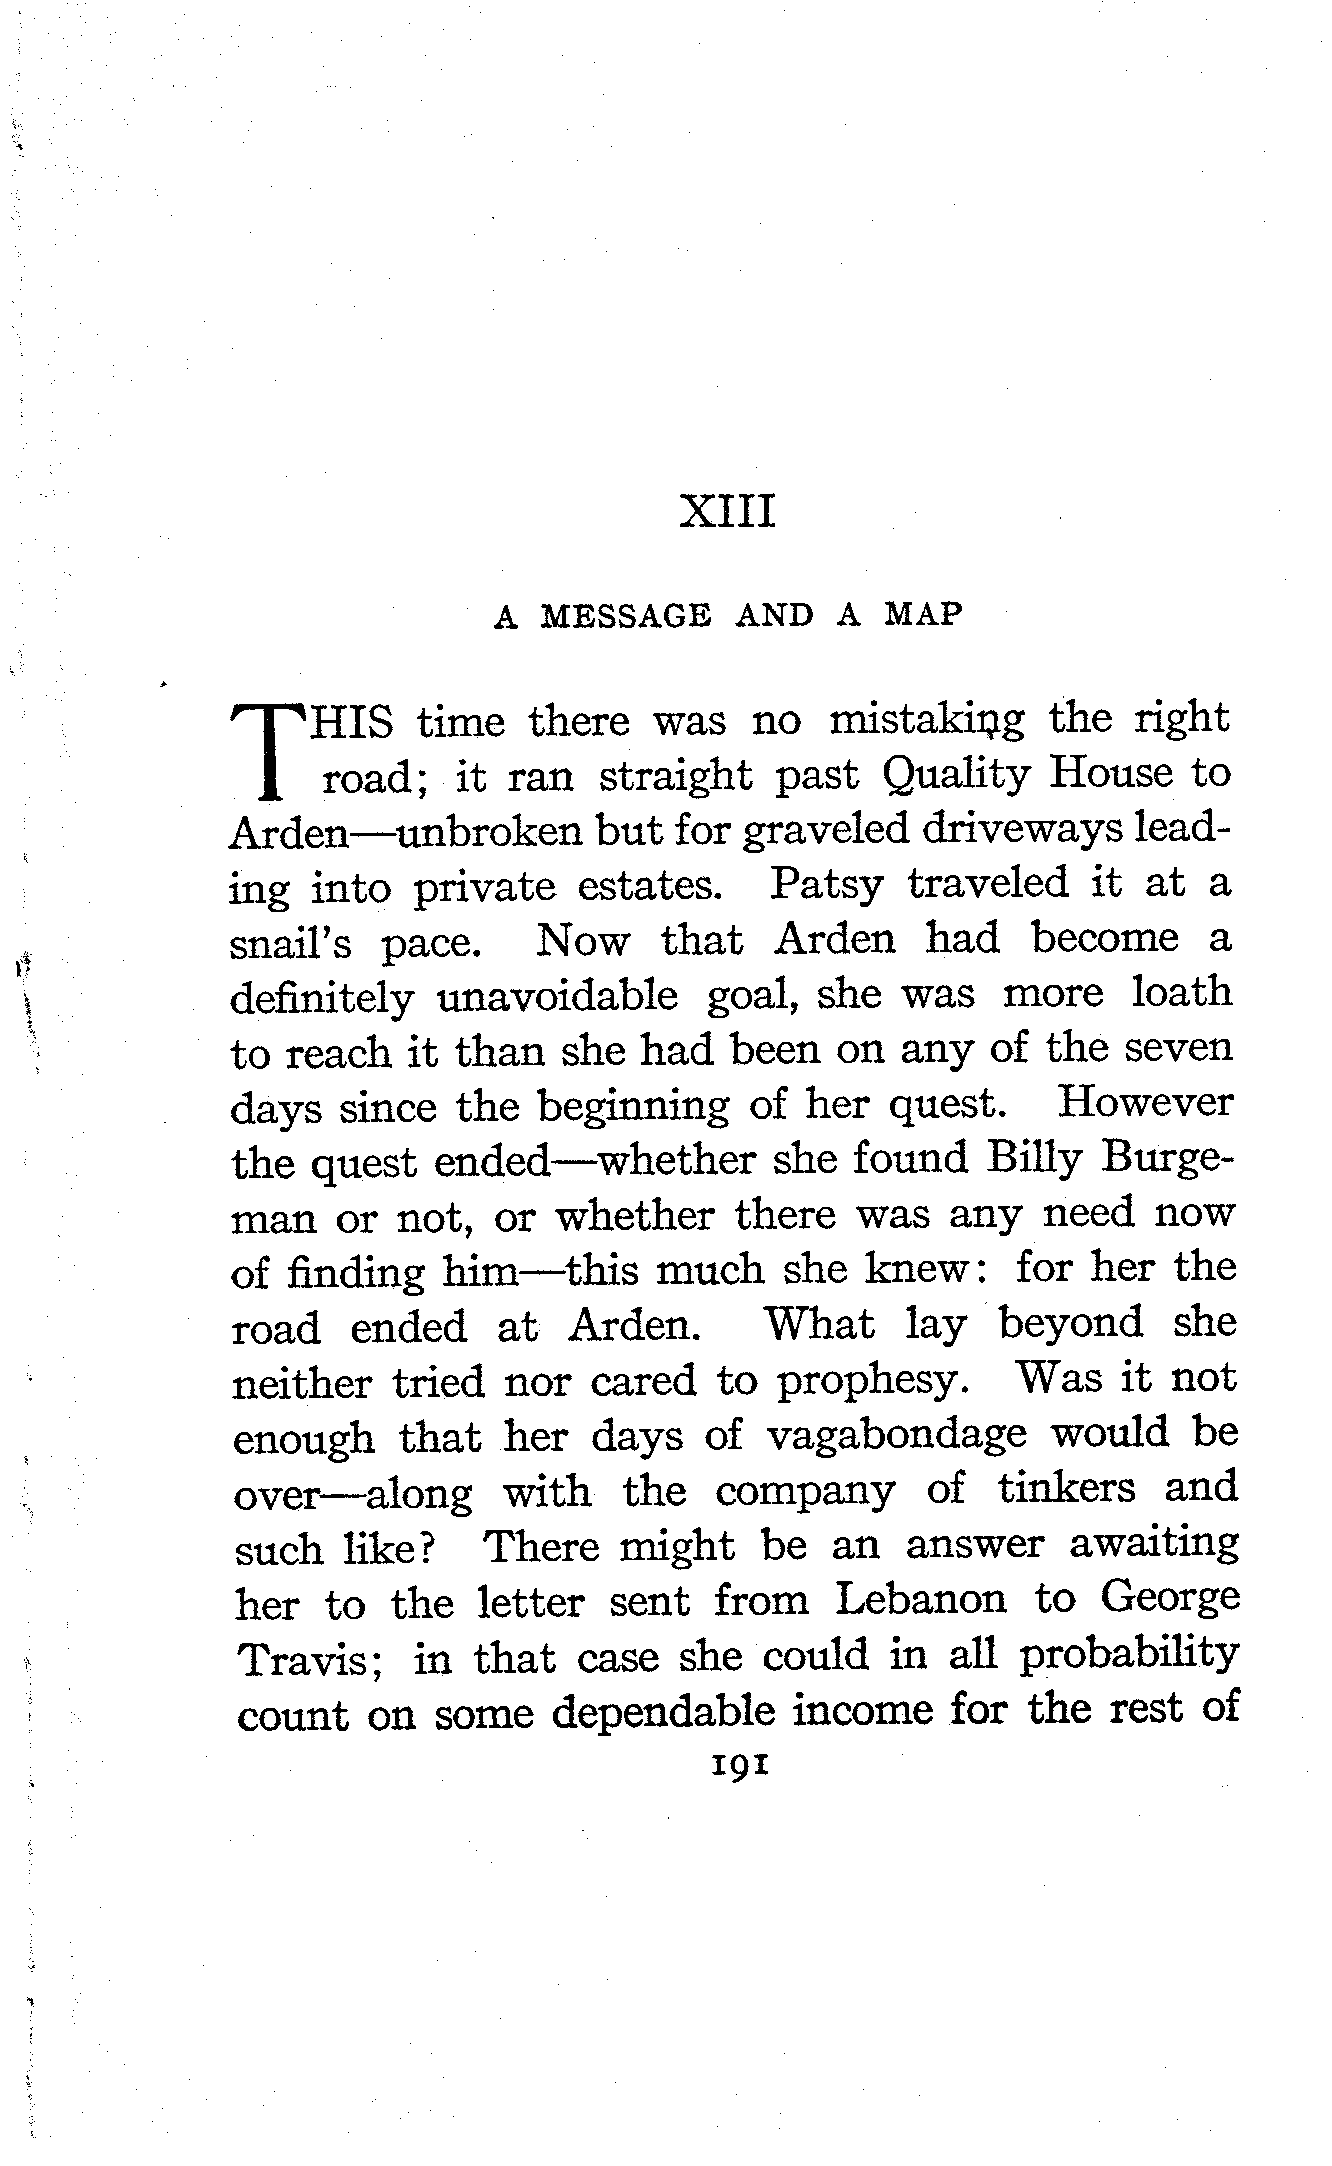 XIII
A MESSAGE AND A MAP
THIS time there was no mistaking the right
road; it ran straight past Quality House to
Arden—unbroken but for graveled driveways lead-
ing into private estates. Patsy traveled it at a
snail's pace. Now that Arden had become a
definitely unavoidable goal, she was more loath
to reach it than she had been on any of the seven
days since the beginning of her quest. However
the quest ended—whether she found Billy Burge-
man or not, or whether there was any need now
of finding him—this much she knew: for her the
road ended at Arden. What lay beyond she
neither tried nor cared to prophesy. Was it not
enough that her days of vagabondage would be
over—along with the company of tinkers and
such like? There might be an answer awaiting
her to the letter sent from Lebanon to George
Travis; in that case she could in all probability
count on some dependable income for the rest of
191